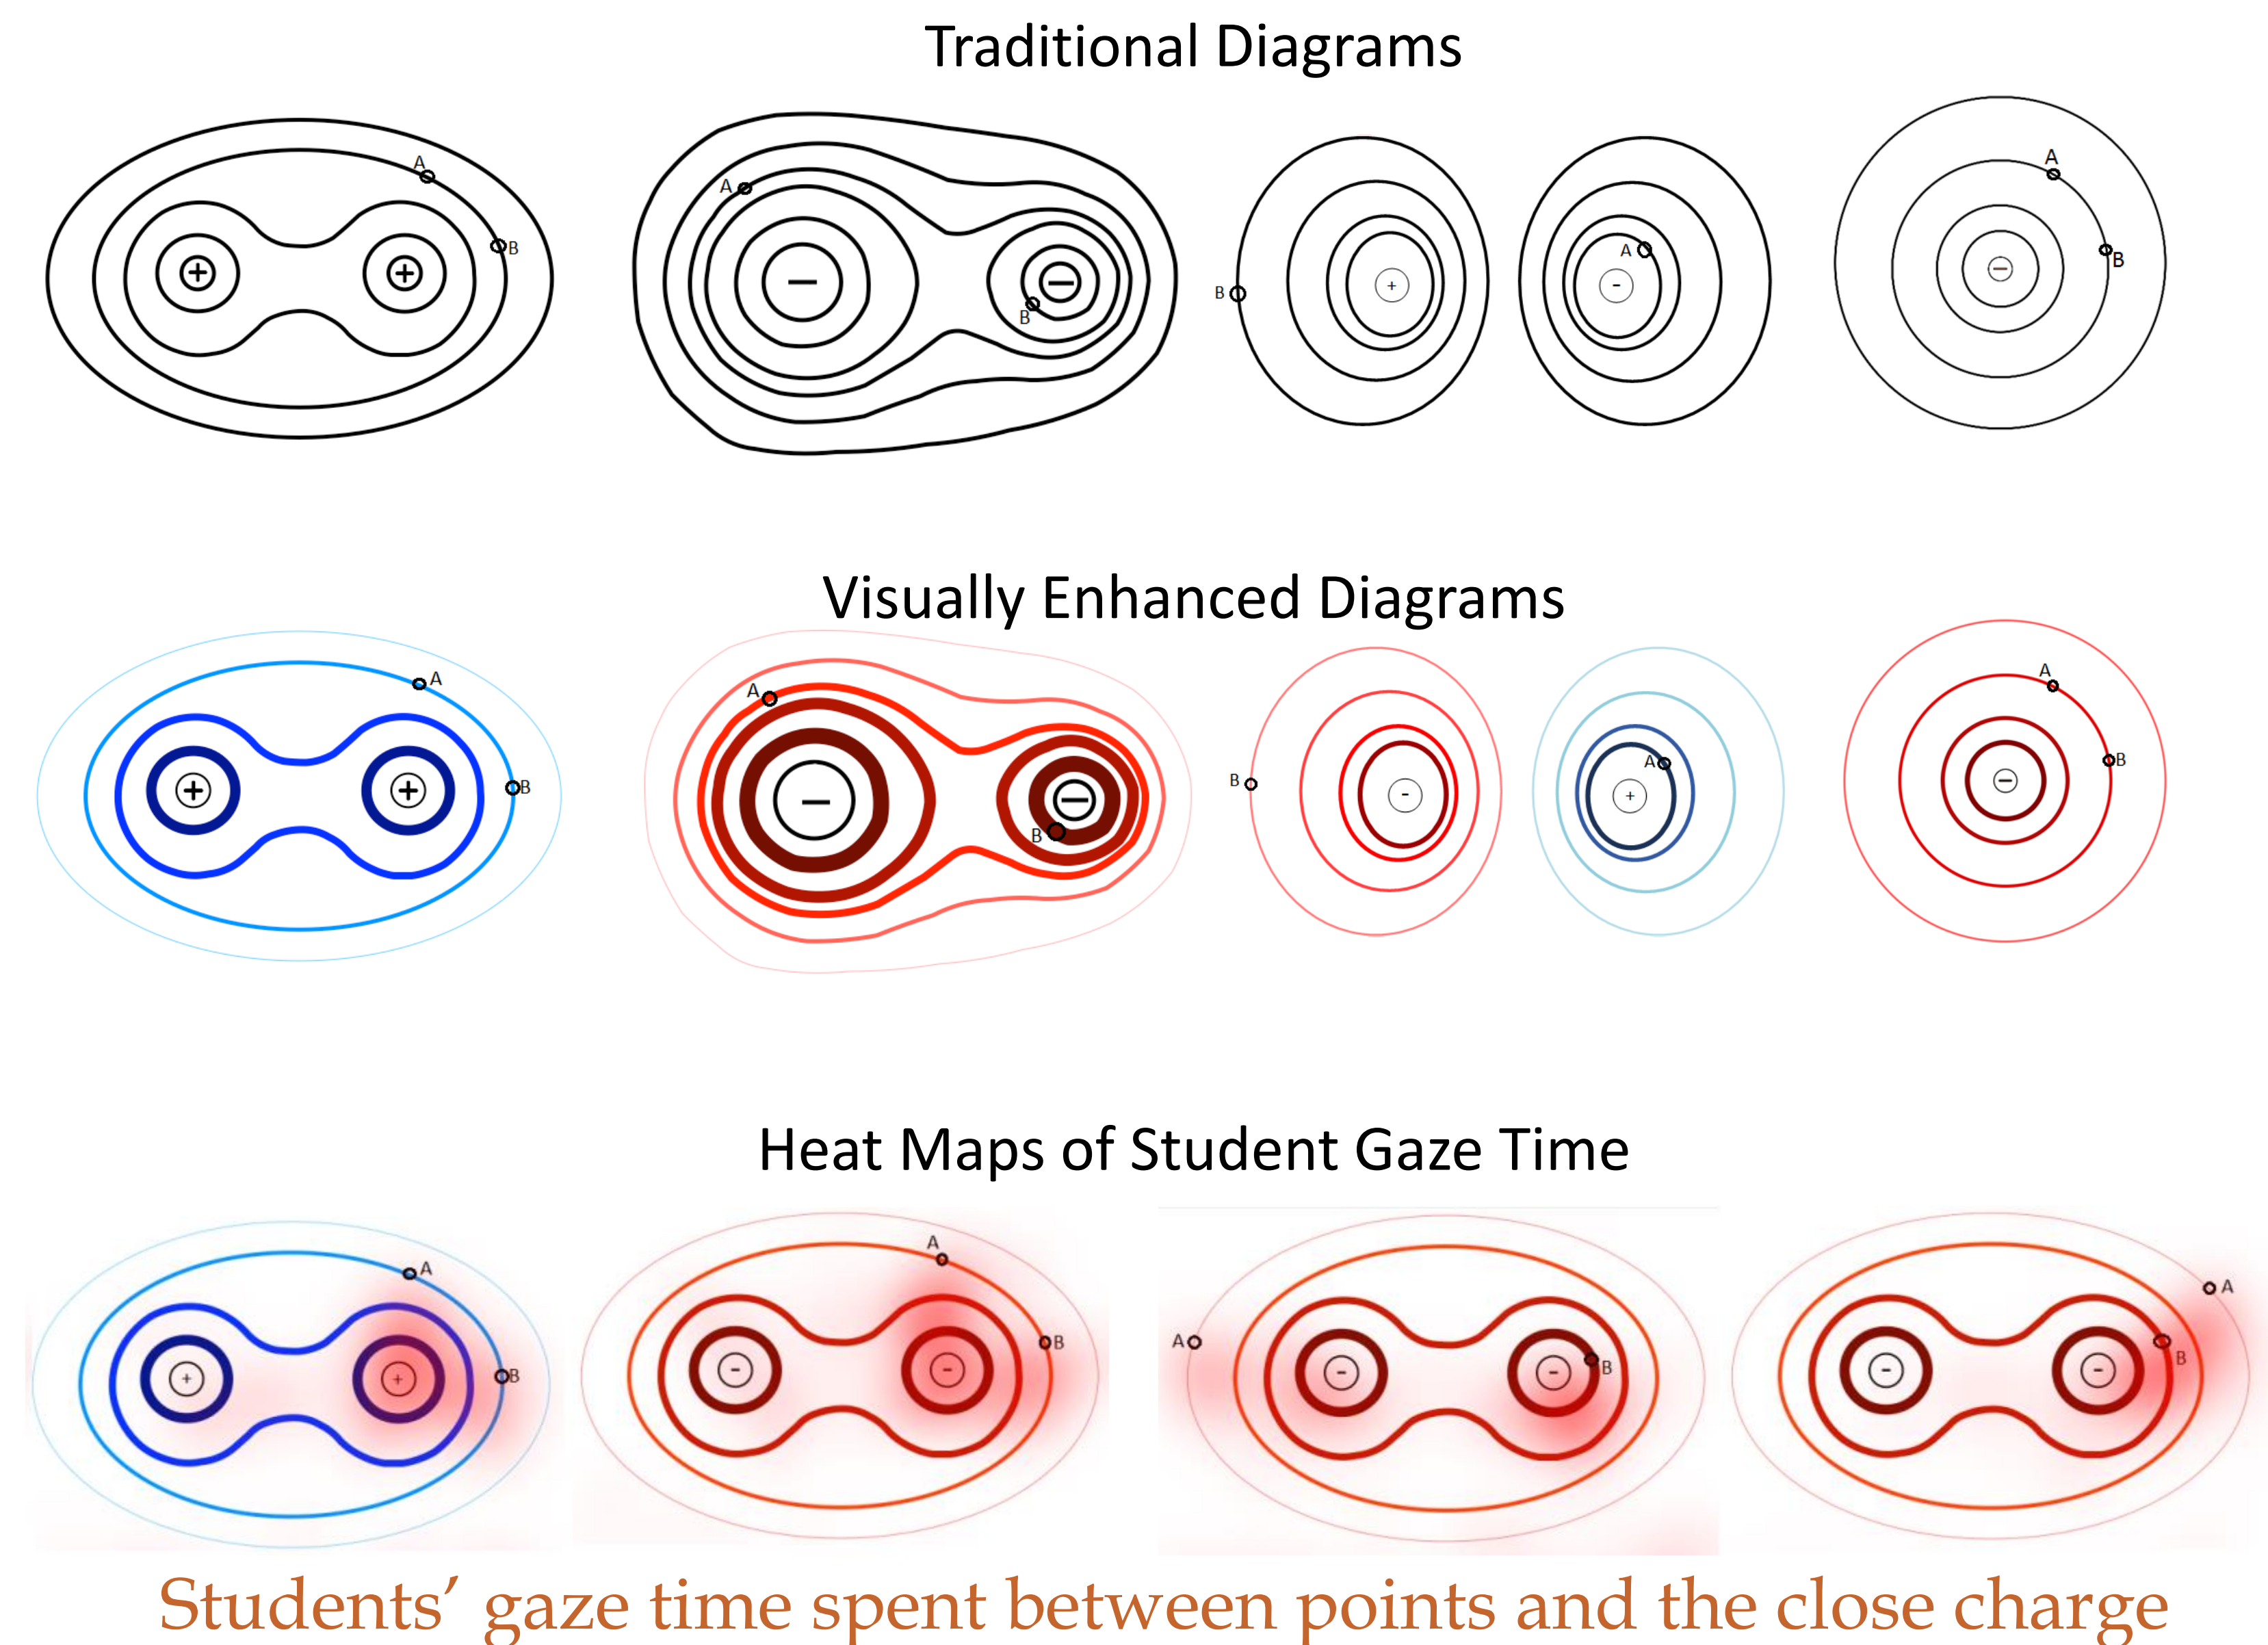 Traditional Diagrams
A
B
+
+
A
B
−
−
B
+
A
-
A
B
−
Visually Enhanced Diagrams
A
B
+
+
A
B
−
−
B
-
A
+
A
B
−
Heat Maps of Student Gaze Time
A
B
+
+
A
B
-
-
A
B
-
-
A
B
-
-
Students’ gaze time spent between points and the close charge